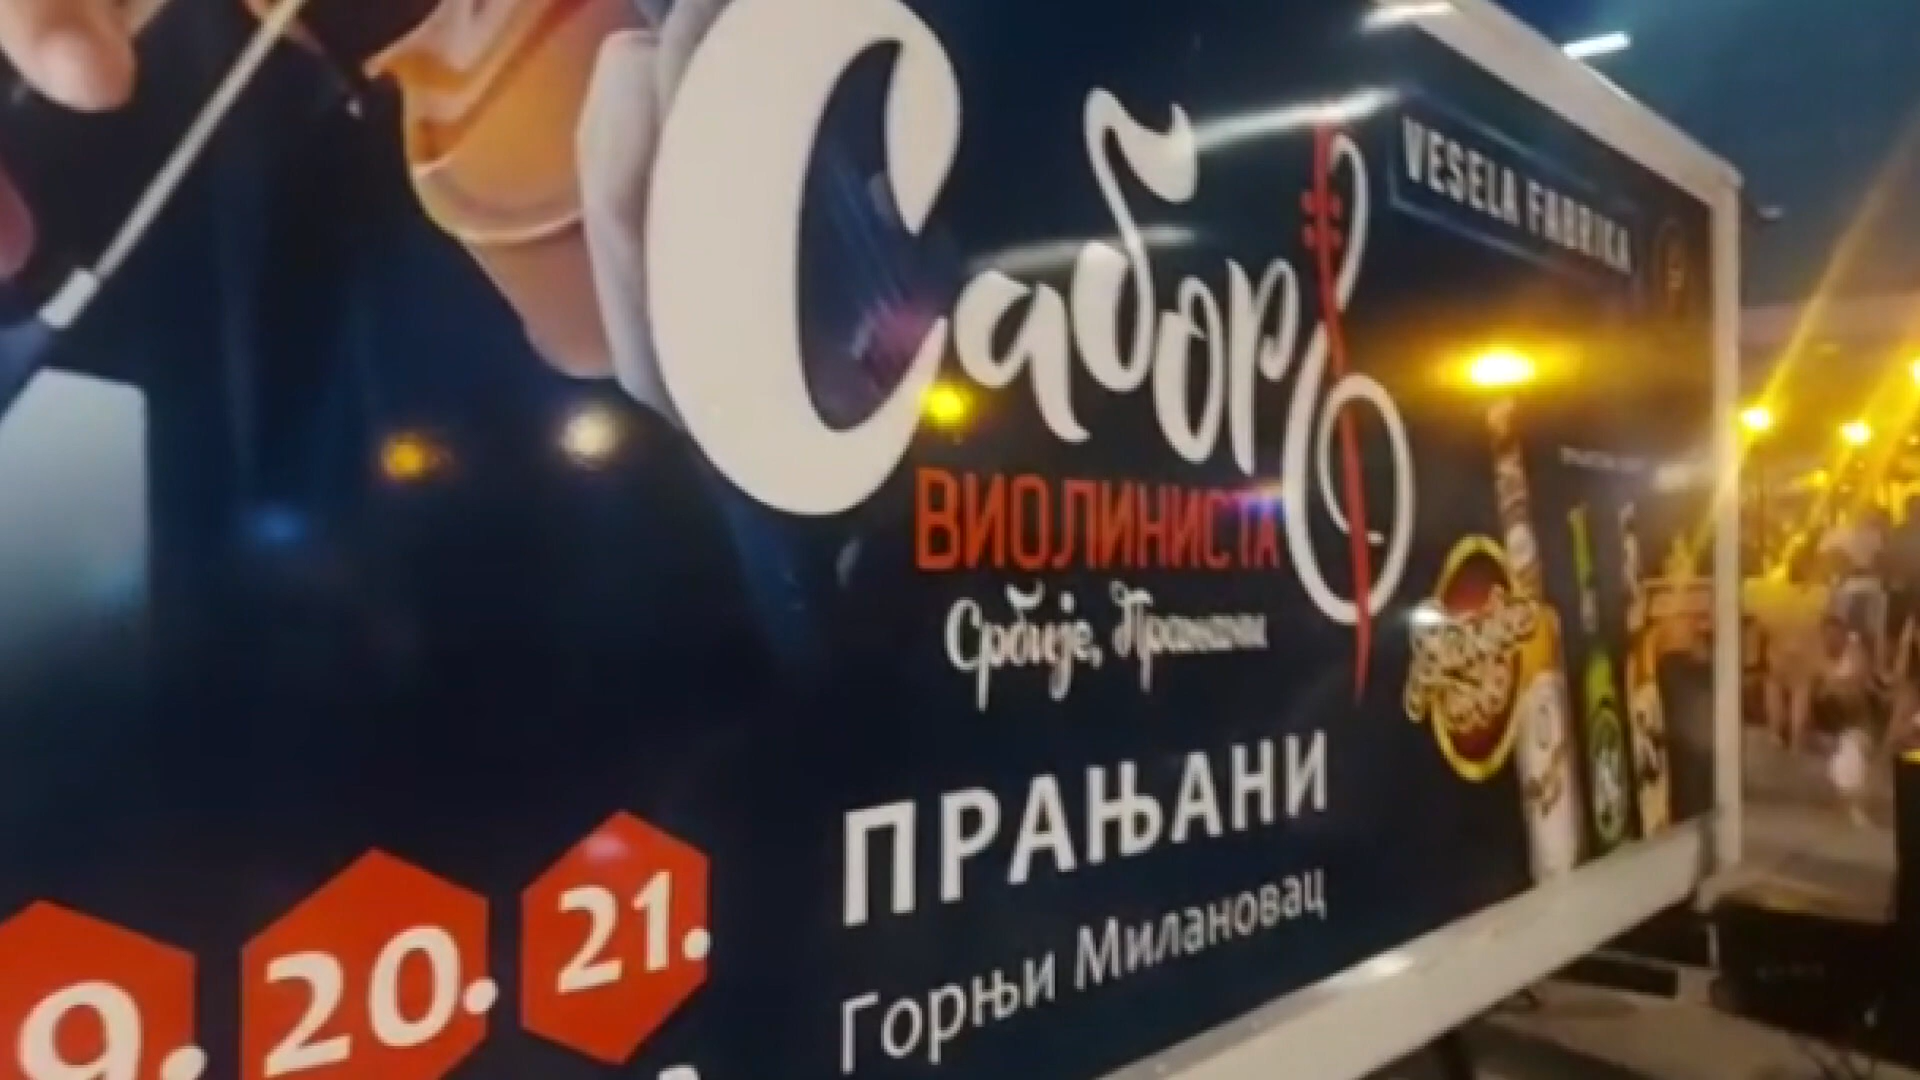 Сабор
ВИОЛИНИСТА
Србије, Прањани
ПРАЊАНИ
Горњи Милановац
9. 20. 21.
VESELA FABRIKA